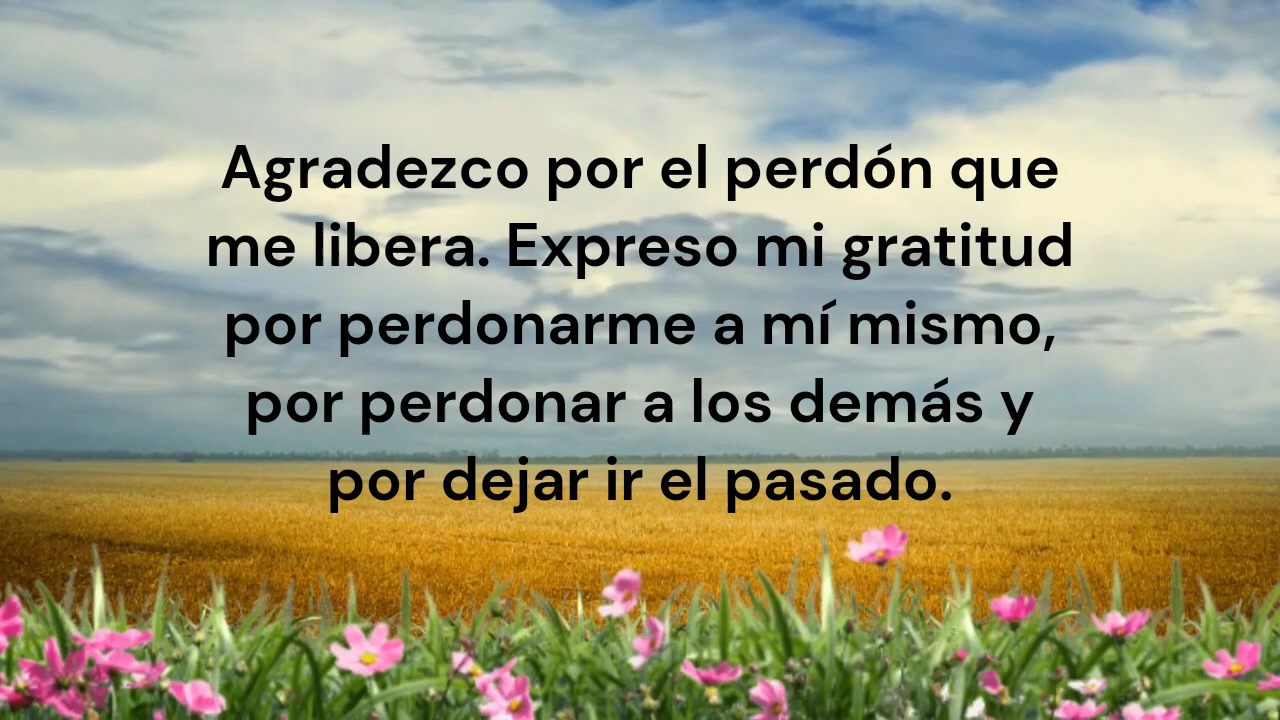 Agradezco por el perdón que
me libera. Expreso mi gratitud
por perdonarme a mí mismo,
por perdonar a los demás y
por dejar ir el pasado.